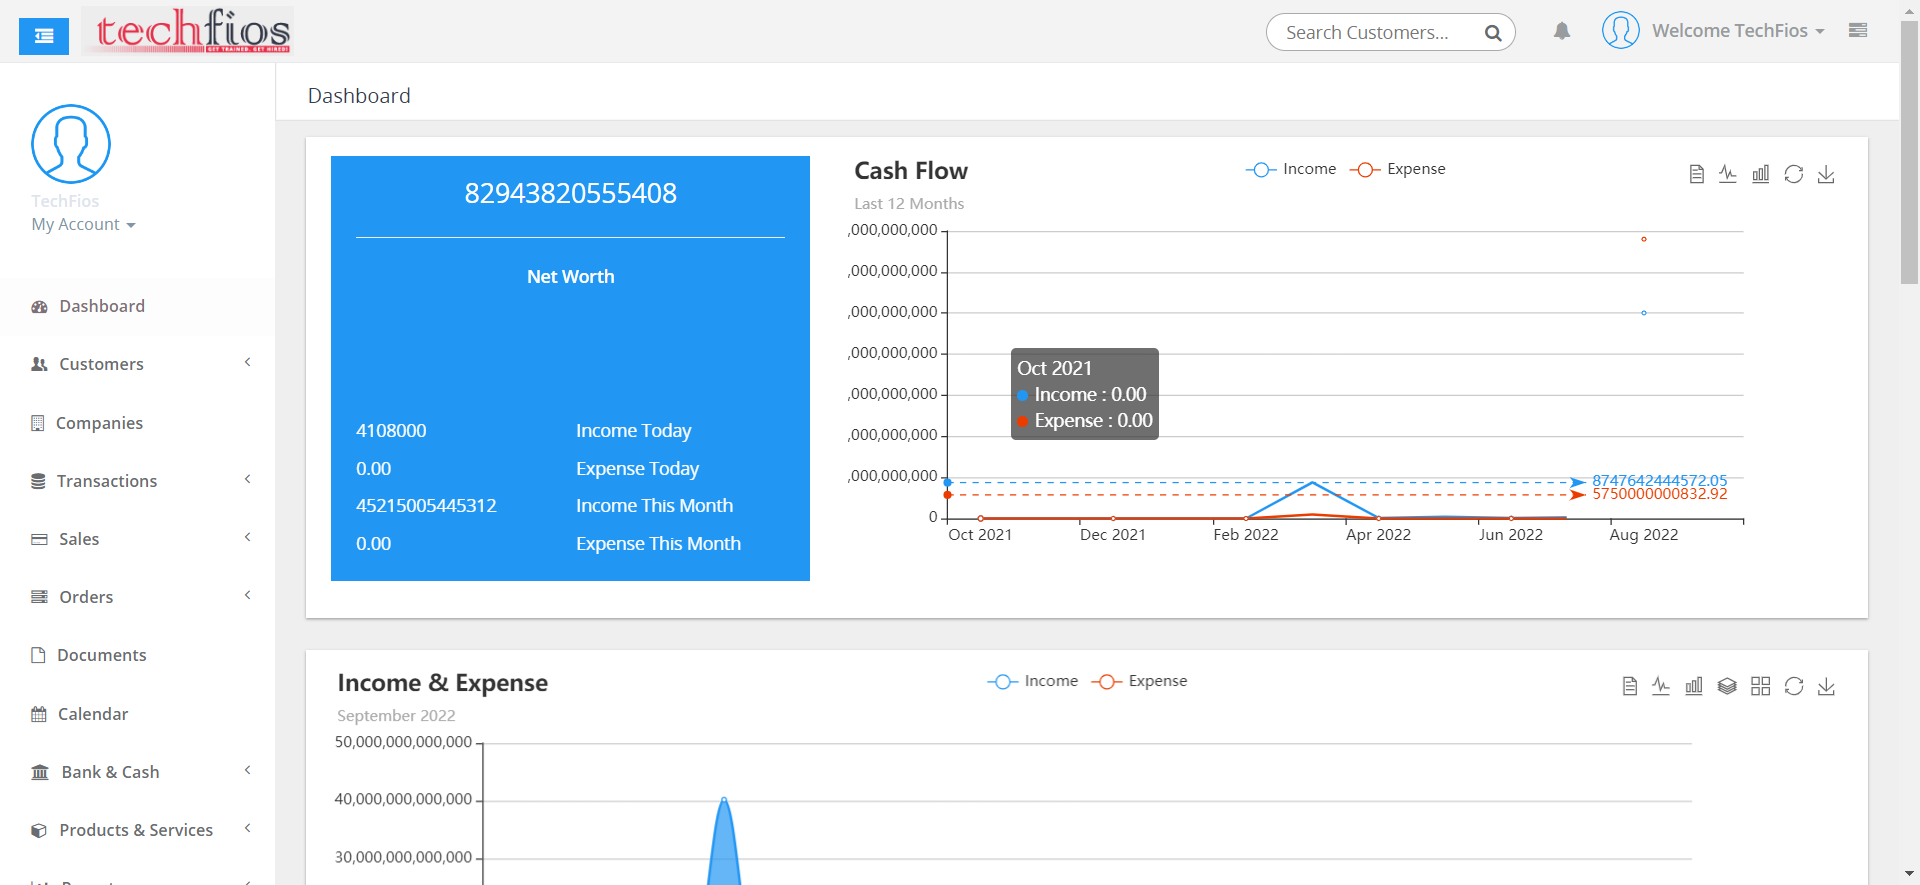 techfios
GET TRAINED. GET HIRED!
Search Customers...
Welcome TechFios
TechFios
My Account
Dashboard
Customers
Companies
Transactions
Sales
Orders
Documents
Calendar
Bank & Cash
Products & Services
Dashboard
82943820555408
Net Worth
4108000 Income Today
0.00 Expense Today
45215005445312 Income This Month
0.00 Expense This Month
Cash Flow
Last 12 Months
Income Expense
,000,000,000
,000,000,000
,000,000,000
,000,000,000
,000,000,000
,000,000,000
,000,000,000
0
Oct 2021
Income : 0.00
Expense : 0.00
8747642444572.05
5750000000832.92
Oct 2021 Dec 2021 Feb 2022 Apr 2022 Jun 2022 Aug 2022
Income & Expense
September 2022
Income Expense
50,000,000,000,000
40,000,000,000,000
30,000,000,000,000